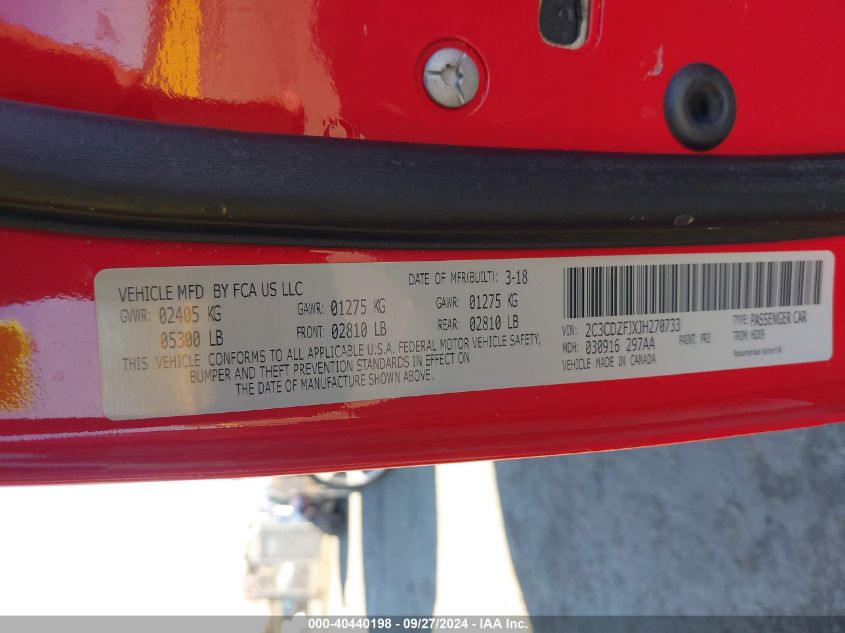 VEHICLE MFD BY FCA US LLC
DATE OF MFR(BUILT): 3-18
GVWR: 02405 KG
GAWR: 01275 KG
GAWR: 01275 KG
05300 LB
FRONT: 02810 LB
REAR: 02810 LB
THIS VEHICLE CONFORMS TO ALL APPLICABLE U.S.A. FEDERAL MOTOR VEHICLE SAFETY,
BUMPER AND THEFT PREVENTION STANDARDS IN EFFECT ON
THE DATE OF MANUFACTURE SHOWN ABOVE.
VIN: 2C3CDZFJXJH270733
TYPE: PASSENGER CAR
MDH: 030916 297AA
PAINT: PR3
TRIM: HDX9
VEHICLE MADE IN CANADA
000-40440198 - 09/27/2024 - IAA Inc.